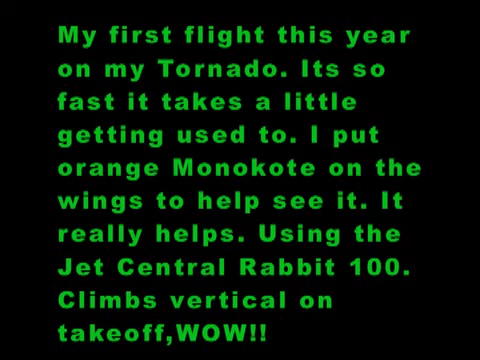 My first flight this year
on my Tornado. Its so
fast it takes a little
getting used to. I put
orange Monokote on the
wings to help see it. It
really helps. Using the
Jet Central Rabbit 100.
Climbs vertical on
takeoff,WOW!!